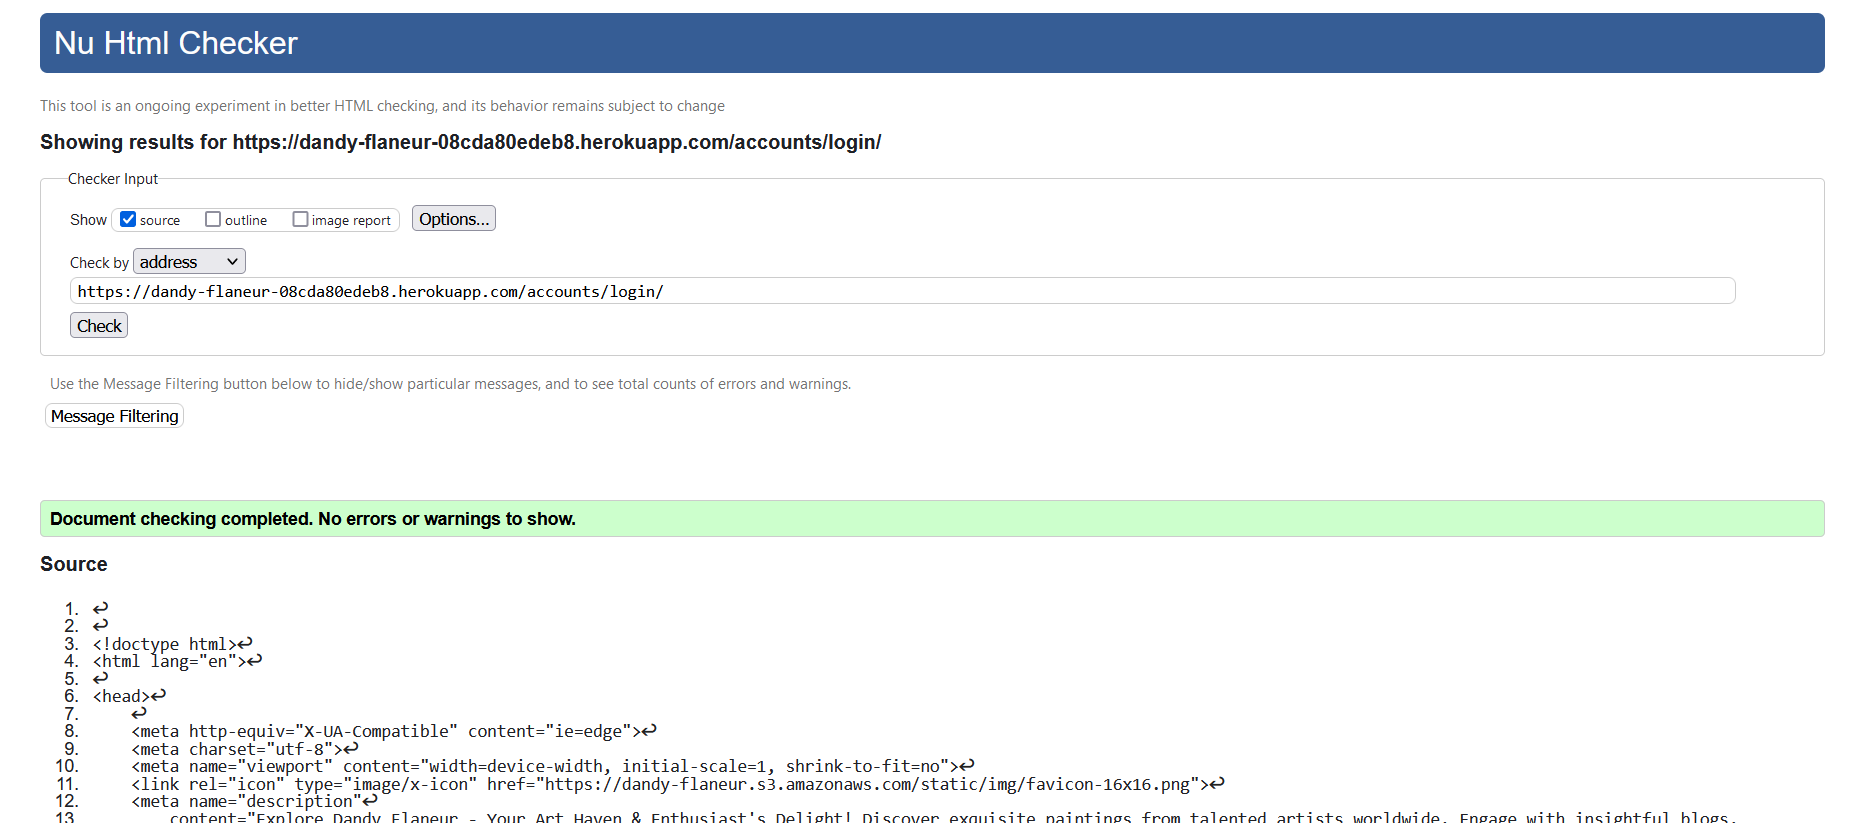 Nu Html Checker
This tool is an ongoing experiment in better HTML checking, and its behavior remains subject to change
Showing results for https://dandy-flaneur-08cda80edeb8.herokuapp.com/accounts/login/
Checker Input
Show source outline image report Options...
Check by address
https://dandy-flaneur-08cda80edeb8.herokuapp.com/accounts/login/
Check
Use the Message Filtering button below to hide/show particular messages, and to see total counts of errors and warnings.
Message Filtering
Document checking completed. No errors or warnings to show.
Source
1. ↩
2. ↩
3. <!doctype html>↩
4. <html lang="en">↩
5. ↩
6. <head>↩
7. ↩
8. <meta http-equiv="X-UA-Compatible" content="ie=edge">↩
9. <meta charset="utf-8">↩
10. <meta name="viewport" content="width=device-width, initial-scale=1, shrink-to-fit=no">↩
11. <link rel="icon" type="image/x-icon" href="https://dandy-flaneur.s3.amazonaws.com/static/img/favicon-16x16.png">↩
12. <meta name="description"↩
13. content="Explore Dandy Flaneur - Your Art Haven & Enthusiast's Delight! Discover exquisite paintings from talented artists worldwide. Engage with insightful blogs,